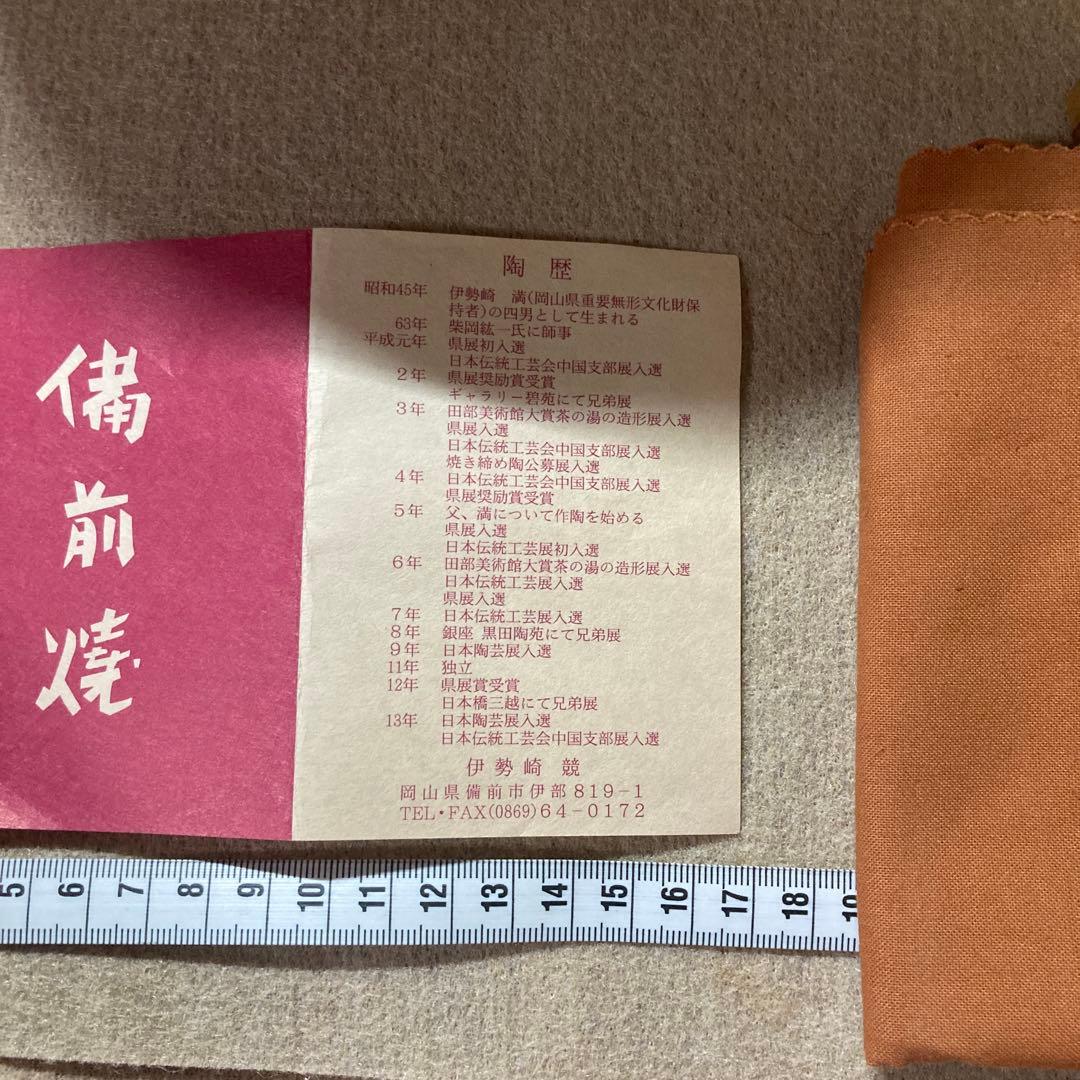 備前燒
陶歴
昭和45年 伊勢崎 満(岡山県重要無形文化財保
持者)の四男として生まれる
63年 柴岡紘一氏に師事
平成元年 県展初入選
日本伝統工芸会中国支部展入選
2年 県展奨励賞受賞
ギャラリー碧苑にて兄弟展
3年 田部美術館大賞茶の湯の造形展入選
県展入選
日本伝統工芸会中国支部展入選
焼き締め陶公募展入選
4年 日本伝統工芸会中国支部展入選
県展奨励賞受賞
5年 父、満について作陶を始める
県展入選
日本伝統工芸展初入選
6年 田部美術館大賞茶の湯の造形展入選
日本伝統工芸展入選
県展入選
7年 日本伝統工芸展入選
8年 銀座 黒田陶苑にて兄弟展
9年 日本陶芸展入選
11年 独立
12年 県展賞受賞
日本橋三越にて兄弟展
13年 日本陶芸展入選
日本伝統工芸会中国支部展入選
伊勢崎 競
岡山県備前市伊部819-1
TEL・FAX(0869)64-0172
5 6 7 8 9 10 11 12 13 14 15 16 17 18 19